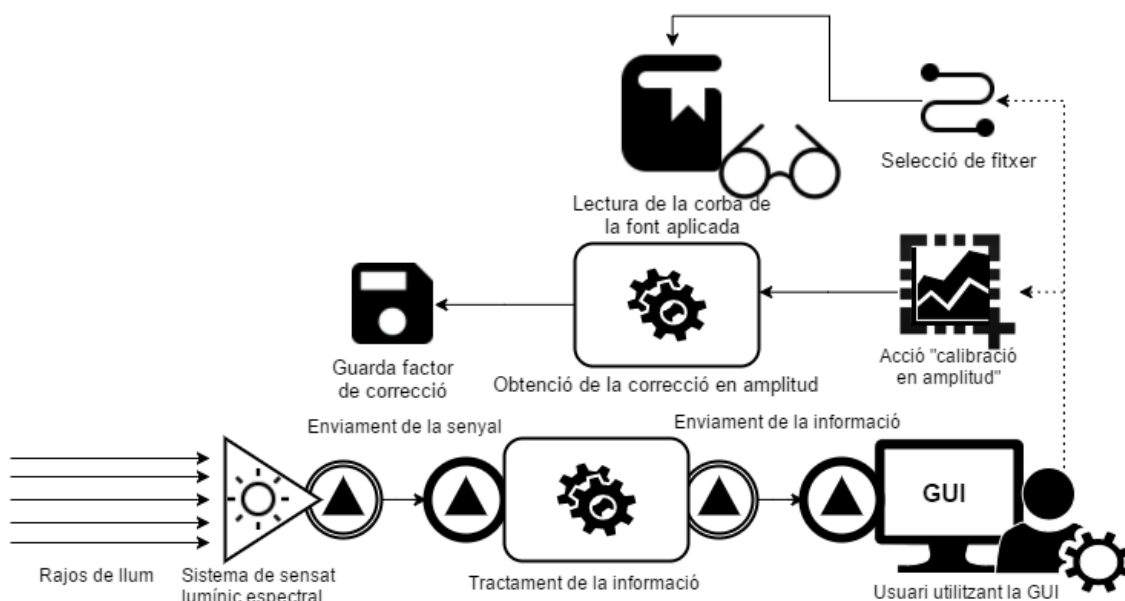 Selecció de fitxer
Lectura de la corba de
la font aplicada
Guarda factor
de correcció
Obtenció de la correcció en amplitud
Acció "calibració
en amplitud"
Enviament de la senyal
Enviament de la informació
GUI
Rajos de llum
Sistema de sensat
lumínic espectral
Tractament de la informació
Usuari utilitzant la GUI